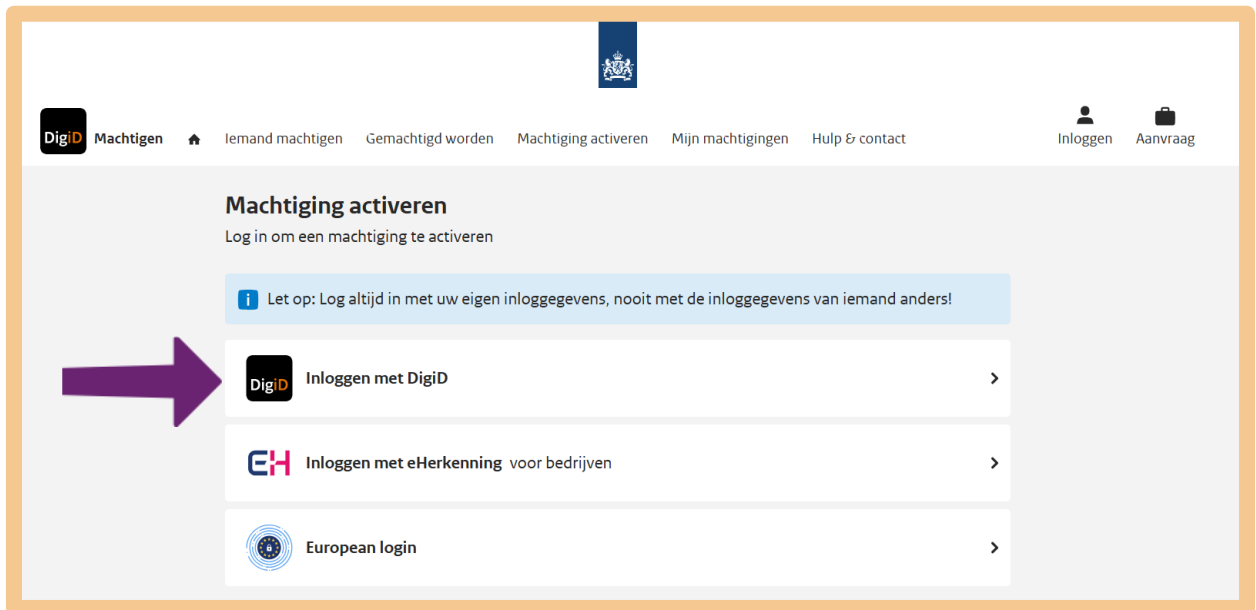 DigiD Machtigen Iemand machtigen Gemachtigd worden Machtiging activeren Mijn machtigingen Hulp & contact Inloggen Aanvraag
Machtiging activeren
Log in om een machtiging te activeren
i Let op: Log altijd in met uw eigen inloggegevens, nooit met de inloggegevens van iemand anders!
DigiD Inloggen met DigiD
EH Inloggen met eHerkenning voor bedrijven
European login